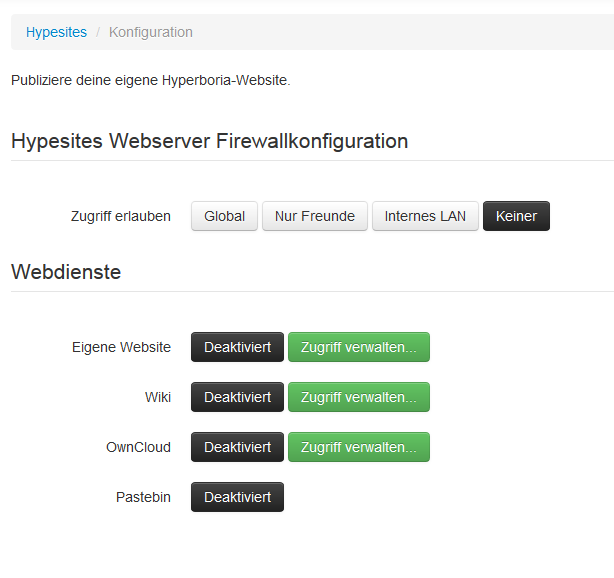 Hypesites / Konfiguration
Publiziere deine eigene Hyperboria-Website.
Hypesites Webserver Firewallkonfiguration
Zugriff erlauben Global Nur Freunde Internes LAN Keiner
Webdienste
Eigene Website Deaktiviert Zugriff verwalten...
Wiki Deaktiviert Zugriff verwalten...
OwnCloud Deaktiviert Zugriff verwalten...
Pastebin Deaktiviert